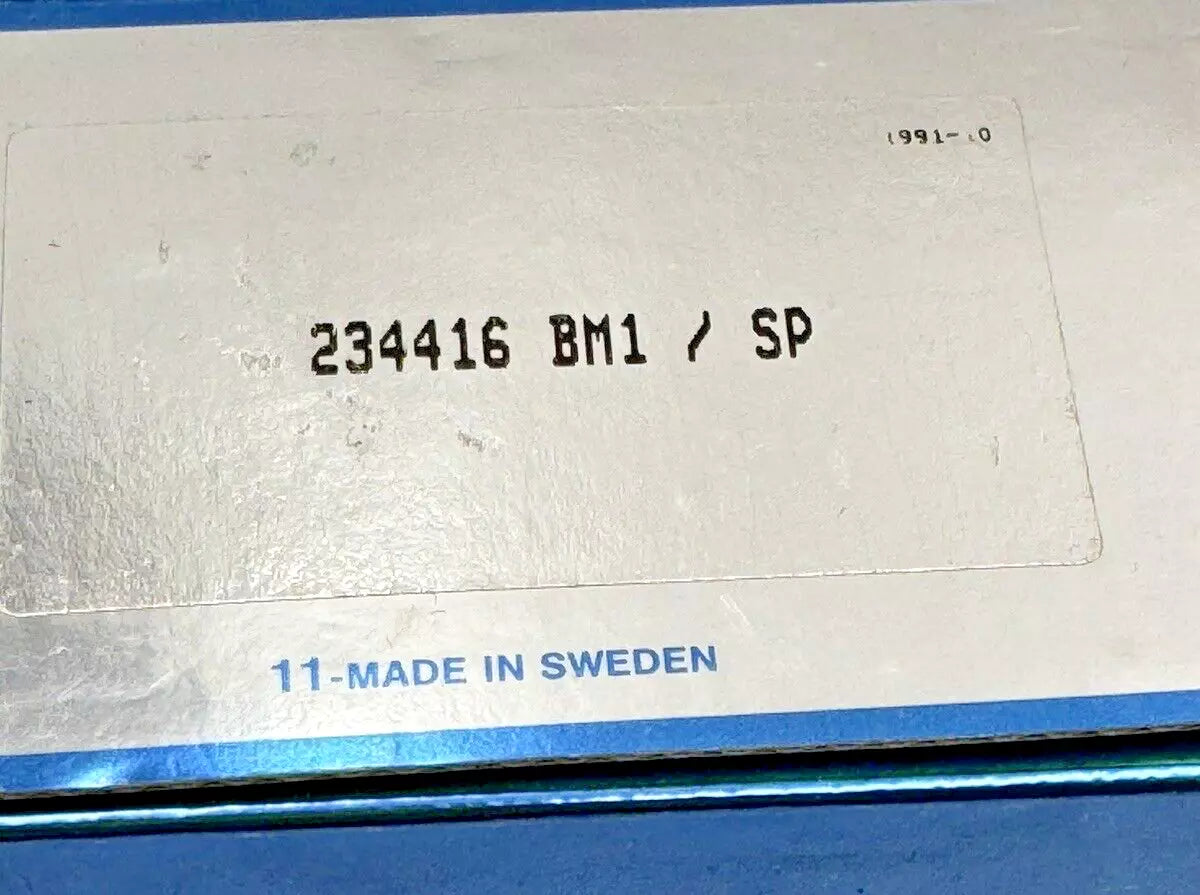 234416 BM1 / SP
11-MADE IN SWEDEN